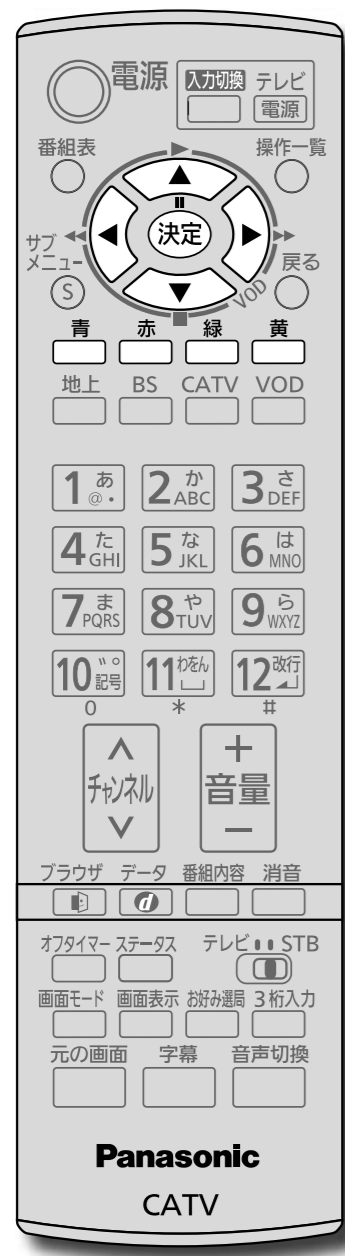 電源 入力切換 テレビ
電源
番組表 操作一覧
決定
サブ
メニュー
S
戻る
VOD
青 赤 緑 黄
地上 BS CATV VOD
1 あ @. 2 か ABC 3 さ DEF
4 た GHI 5 な JKL 6 は MNO
7 ま PQRS 8 や TUV 9 ら WXYZ
10 ゛゜ 記号 11 わをん 12 改行
0 * #
チャンネル + 音量 −
ブラウザ データ 番組内容 消音
d
オフタイマー ステータス テレビ STB
画面モード 画面表示 お好み選局 3桁入力
元の画面 字幕 音声切換
Panasonic
CATV